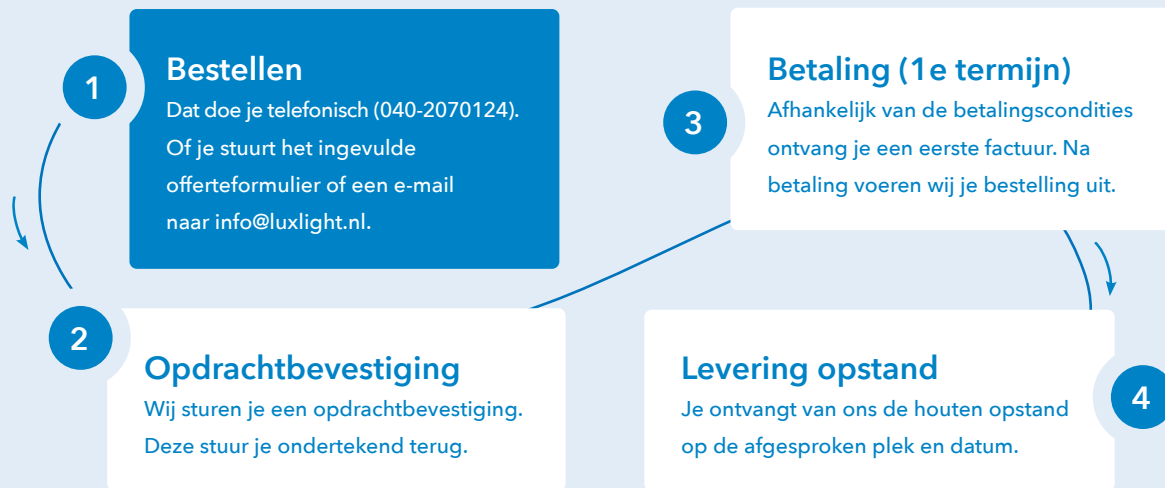 1
Bestellen
Dat doe je telefonisch (040-2070124).
Of je stuurt het ingevulde
offerteformulier of een e-mail
naar info@luxlight.nl.
2
Opdrachtbevestiging
Wij sturen je een opdrachtbevestiging.
Deze stuur je ondertekend terug.
3
Betaling (1e termijn)
Afhankelijk van de betalingscondities
ontvang je een eerste factuur. Na
betaling voeren wij je bestelling uit.
4
Levering opstand
Je ontvangt van ons de houten opstand
op de afgesproken plek en datum.